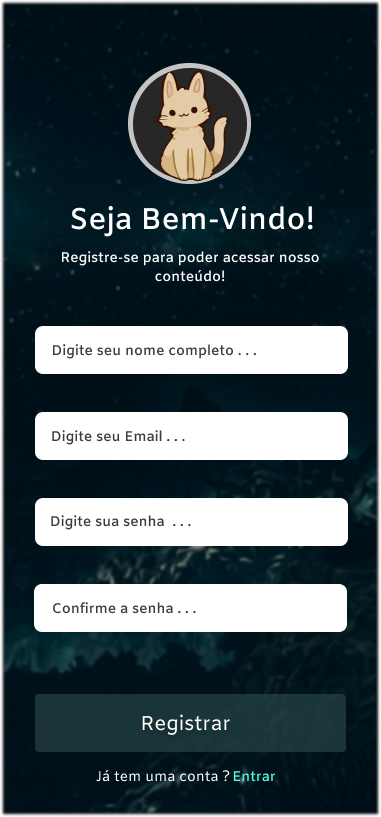 Seja Bem-Vindo!
Registre-se para poder acessar nosso
conteúdo!
Digite seu nome completo . . .
Digite seu Email . . .
Digite sua senha  . . .
Confirme a senha . . .
Registrar
Já tem uma conta ? Entrar